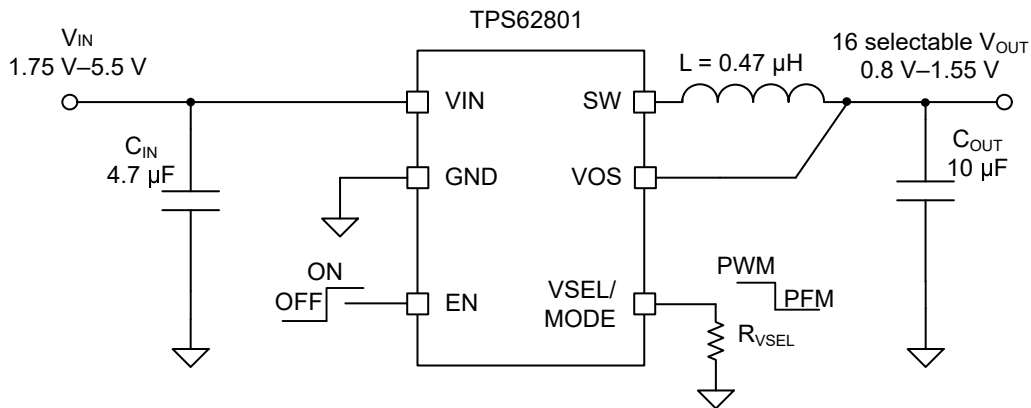 TPS62801
VIN
1.75 V–5.5 V
16 selectable VOUT
0.8 V–1.55 V
L = 0.47 µH
VIN
SW
CIN
4.7 µF
GND
VOS
COUT
10 µF
ON
OFF
EN
VSEL/
MODE
PWM
PFM
RVSEL